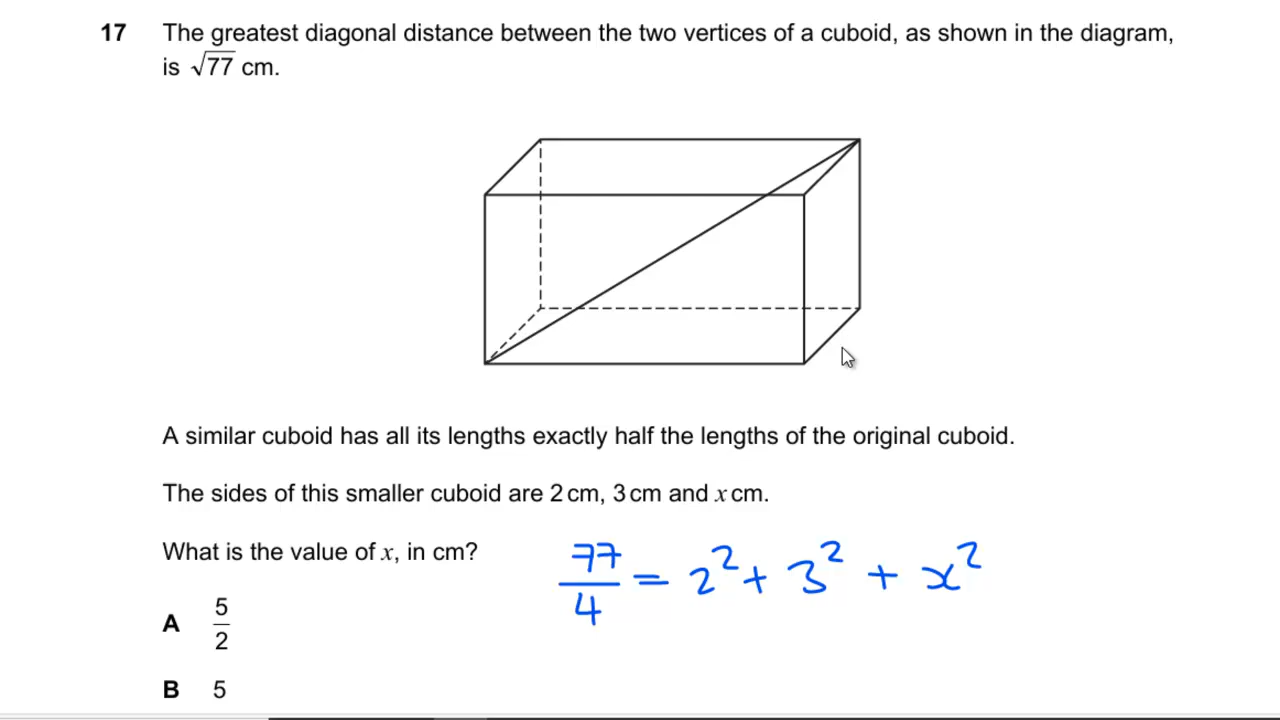 17 The greatest diagonal distance between the two vertices of a cuboid, as shown in the diagram,
is √77 cm.
A similar cuboid has all its lengths exactly half the lengths of the original cuboid.
The sides of this smaller cuboid are 2 cm, 3 cm and x cm.
What is the value of x, in cm?
77/4 = 2² + 3² + x²
A 5/2
B 5